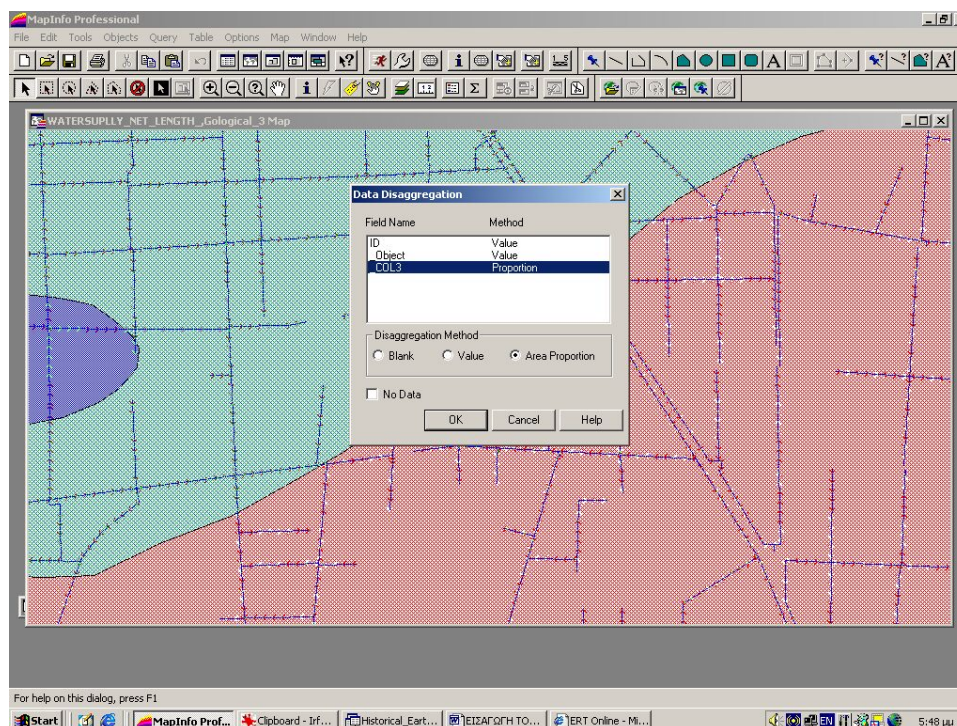 MapInfo Professional
File Edit Tools Objects Query Table Options Map Window Help
WATERSUPLLY_NET_LENGTH_,Gological_3 Map
Data Disaggregation
Field Name Method
ID Value
_Object Value
_COL3 Proportion
Disaggregation Method
Blank Value Area Proportion
No Data
OK Cancel Help
For help on this dialog, press F1
Start MapInfo Prof... Clipboard - Irf... Historical_Eart... ΕΙΣΑΓΩΓΗ ΤΟ... ERT Online - Mi... EN 5:48 μμ